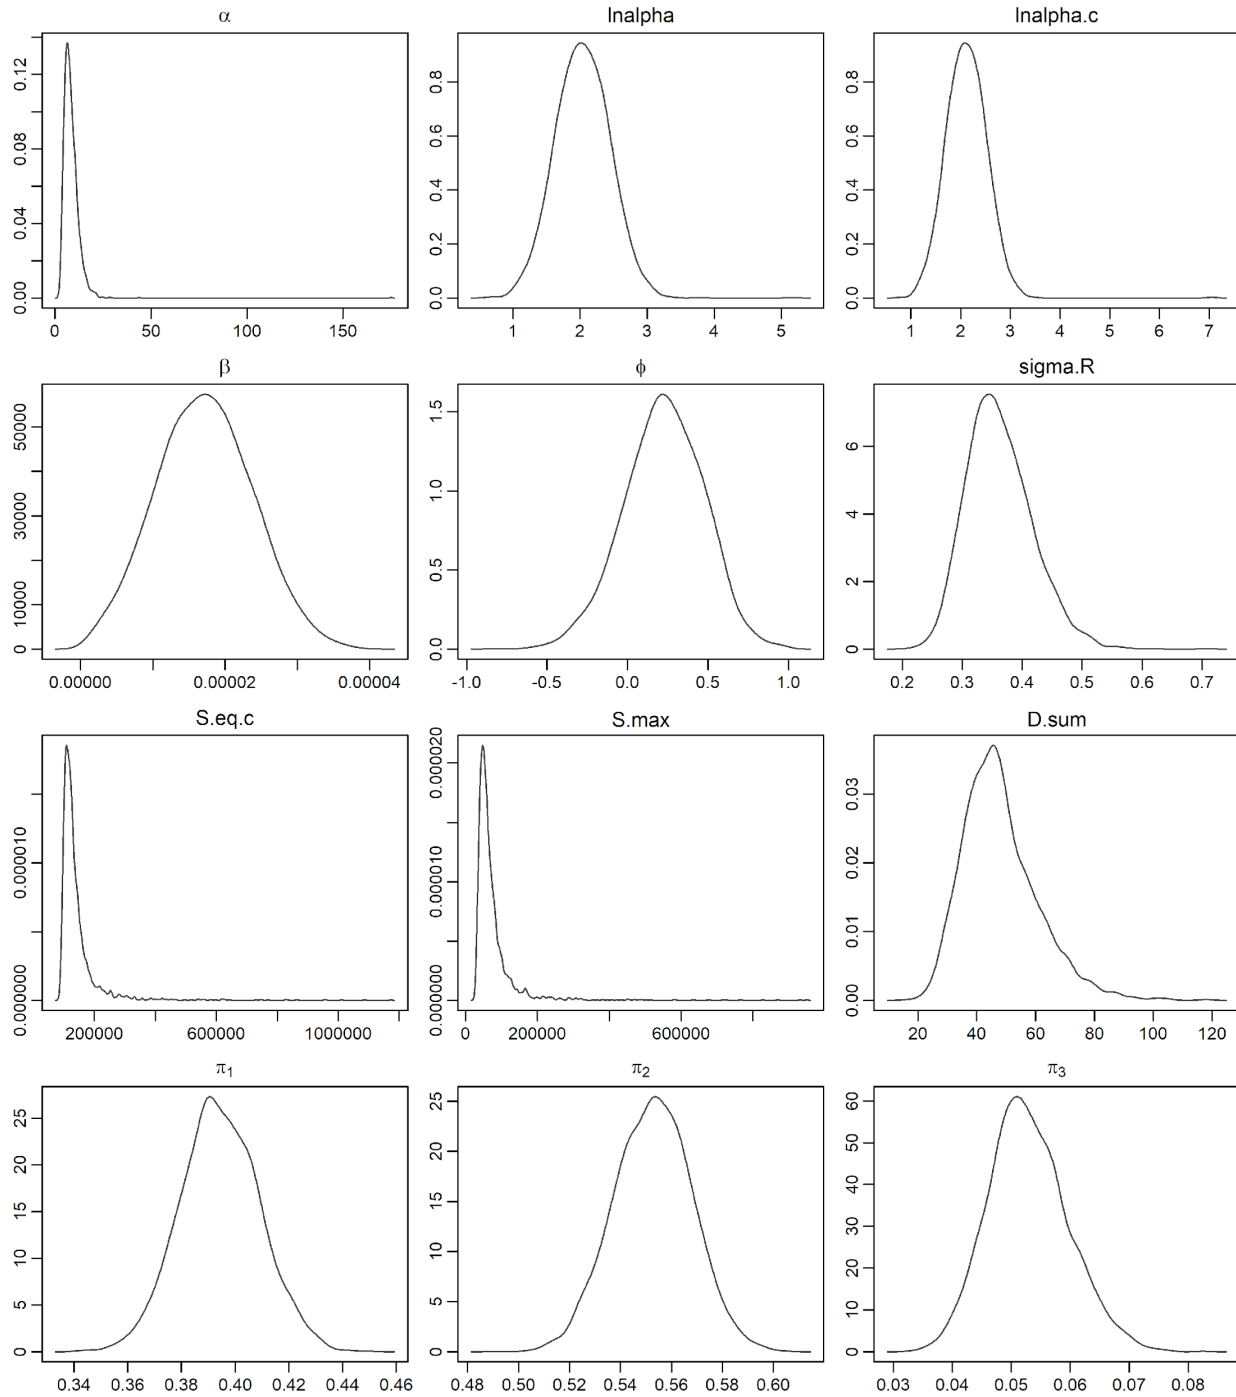 α lnalpha lnalpha.c
0.00 0.04 0.08 0.12
0.0 0.2 0.4 0.6 0.8
0.0 0.2 0.4 0.6 0.8
0 50 100 150
1 2 3 4 5
1 2 3 4 5 6 7
β ϕ sigma.R
0 10000 30000 50000
0.0 0.5 1.0 1.5
0 2 4 6
0.00000 0.00002 0.00004
-1.0 -0.5 0.0 0.5 1.0
0.2 0.3 0.4 0.5 0.6 0.7
S.eq.c S.max D.sum
0.000000 0.000010
0.000000 0.000010 0.000020
0.00 0.01 0.02 0.03
200000 600000 1000000
0 200000 600000
20 40 60 80 100 120
π₁ π₂ π₃
0 5 10 15 20 25
0 5 10 15 20 25
0 10 20 30 40 50 60
0.34 0.36 0.38 0.40 0.42 0.44 0.46
0.48 0.50 0.52 0.54 0.56 0.58 0.60
0.03 0.04 0.05 0.06 0.07 0.08